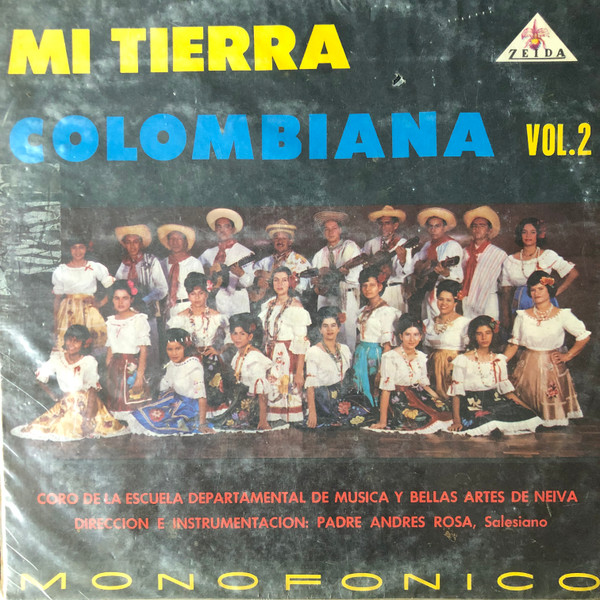 MI TIERRA
ZEIDA
COLOMBIANA VOL.2
CORO DE LA ESCUELA DEPARTAMENTAL DE MUSICA Y BELLAS ARTES DE NEIVA
DIRECCION E INSTRUMENTACION: PADRE ANDRES ROSA, Salesiano
MONOFONICO